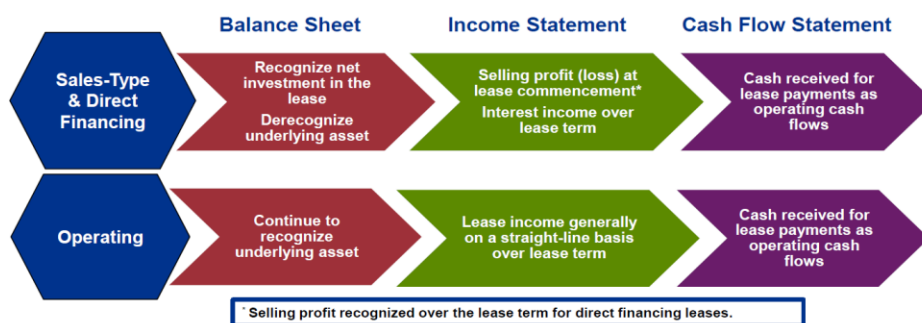 Balance Sheet
Income Statement
Cash Flow Statement
Sales-Type
& Direct
Financing
Recognize net
investment in the
lease
Derecognize
underlying asset
Selling profit (loss) at
lease commencement*
Interest income over
lease term
Cash received for
lease payments as
operating cash
flows
Operating
Continue to
recognize
underlying asset
Lease income generally
on a straight-line basis
over lease term
Cash received for
lease payments as
operating cash
flows
* Selling profit recognized over the lease term for direct financing leases.